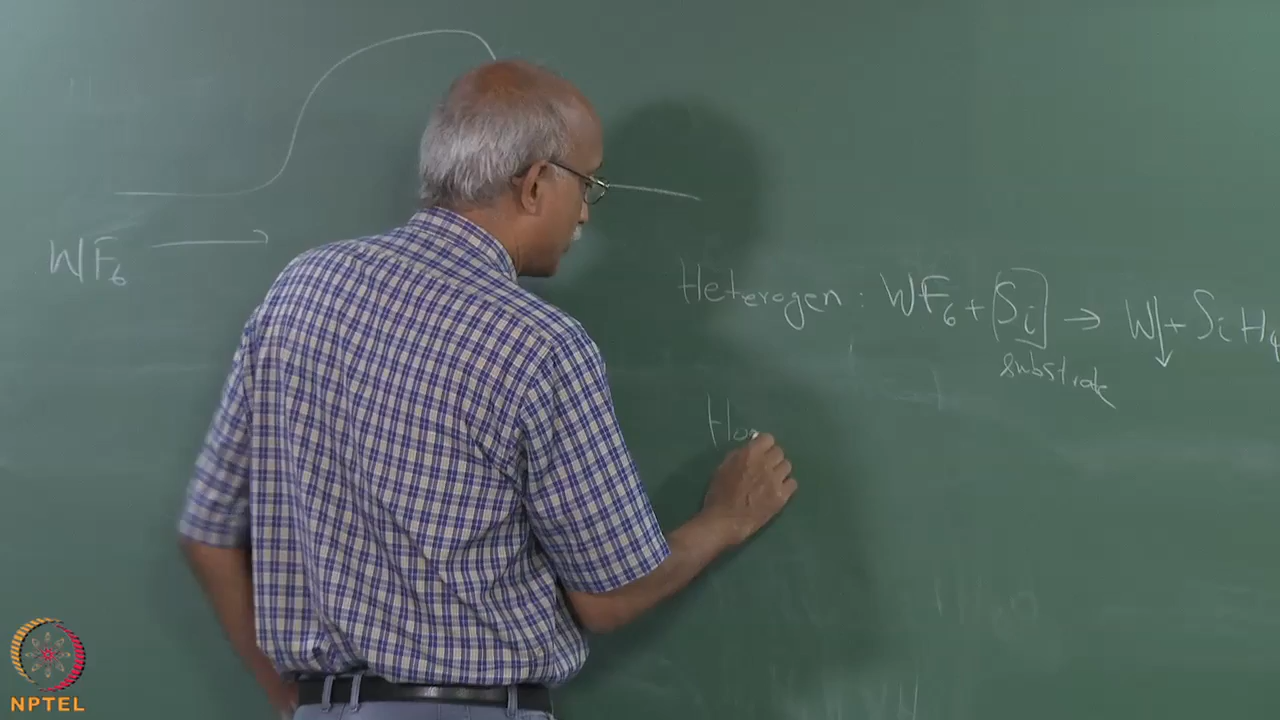 WF6 →
Heterogen : WF6 + [Si] → W↓ + SiH4
substrate
Ho
NPTEL